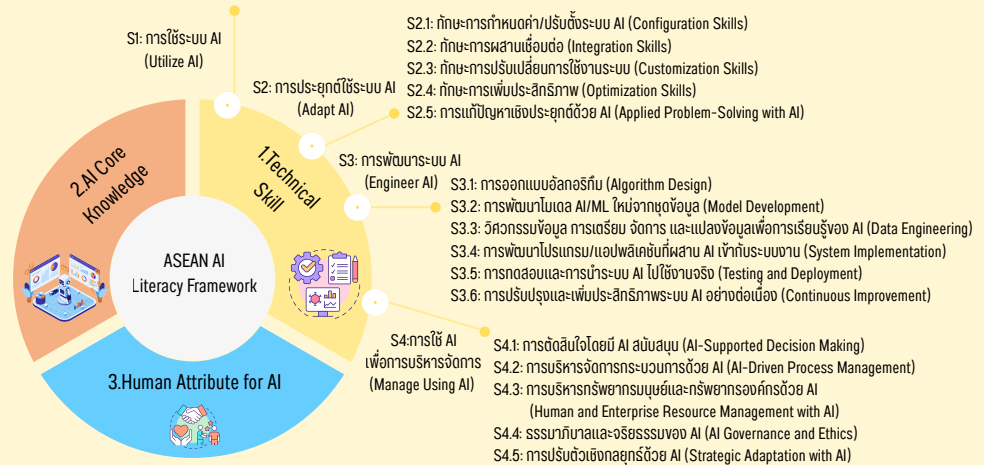 S1: การใช้ระบบ AI
(Utilize AI)
S2: การประยุกต์ใช้ระบบ AI
(Adapt AI)
S2.1: ทักษะการกำหนดค่า/ปรับตั้งระบบ AI (Configuration Skills)
S2.2: ทักษะการผสานเชื่อมต่อ (Integration Skills)
S2.3: ทักษะการปรับเปลี่ยนการใช้งานระบบ (Customization Skills)
S2.4: ทักษะการเพิ่มประสิทธิภาพ (Optimization Skills)
S2.5: การแก้ปัญหาเชิงประยุกต์ด้วย AI (Applied Problem-Solving with AI)
S3: การพัฒนาระบบ AI
(Engineer AI)
S3.1: การออกแบบอัลกอริทึม (Algorithm Design)
S3.2: การพัฒนาโมเดล AI/ML ใหม่จากชุดข้อมูล (Model Development)
S3.3: วิศวกรรมข้อมูล การเตรียม จัดการ และแปลงข้อมูลเพื่อการเรียนรู้ของ AI (Data Engineering)
S3.4: การพัฒนาโปรแกรม/แอปพลิเคชันที่ผสาน AI เข้ากับระบบงาน (System Implementation)
S3.5: การทดสอบและการนำระบบ AI ไปใช้งานจริง (Testing and Deployment)
S3.6: การปรับปรุงและเพิ่มประสิทธิภาพระบบ AI อย่างต่อเนื่อง (Continuous Improvement)
S4:การใช้ AI
เพื่อการบริหารจัดการ
(Manage Using AI)
S4.1: การตัดสินใจโดยมี AI สนับสนุน (AI-Supported Decision Making)
S4.2: การบริหารจัดการกระบวนการด้วย AI (AI-Driven Process Management)
S4.3: การบริหารทรัพยากรมนุษย์และทรัพยากรองค์กรด้วย AI
(Human and Enterprise Resource Management with AI)
S4.4: ธรรมาภิบาลและจริยธรรมของ AI (AI Governance and Ethics)
S4.5: การปรับตัวเชิงกลยุทธ์ด้วย AI (Strategic Adaptation with AI)
1.Technical
Skill
2.AI Core
Knowledge
ASEAN AI
Literacy Framework
3.Human Attribute for AI